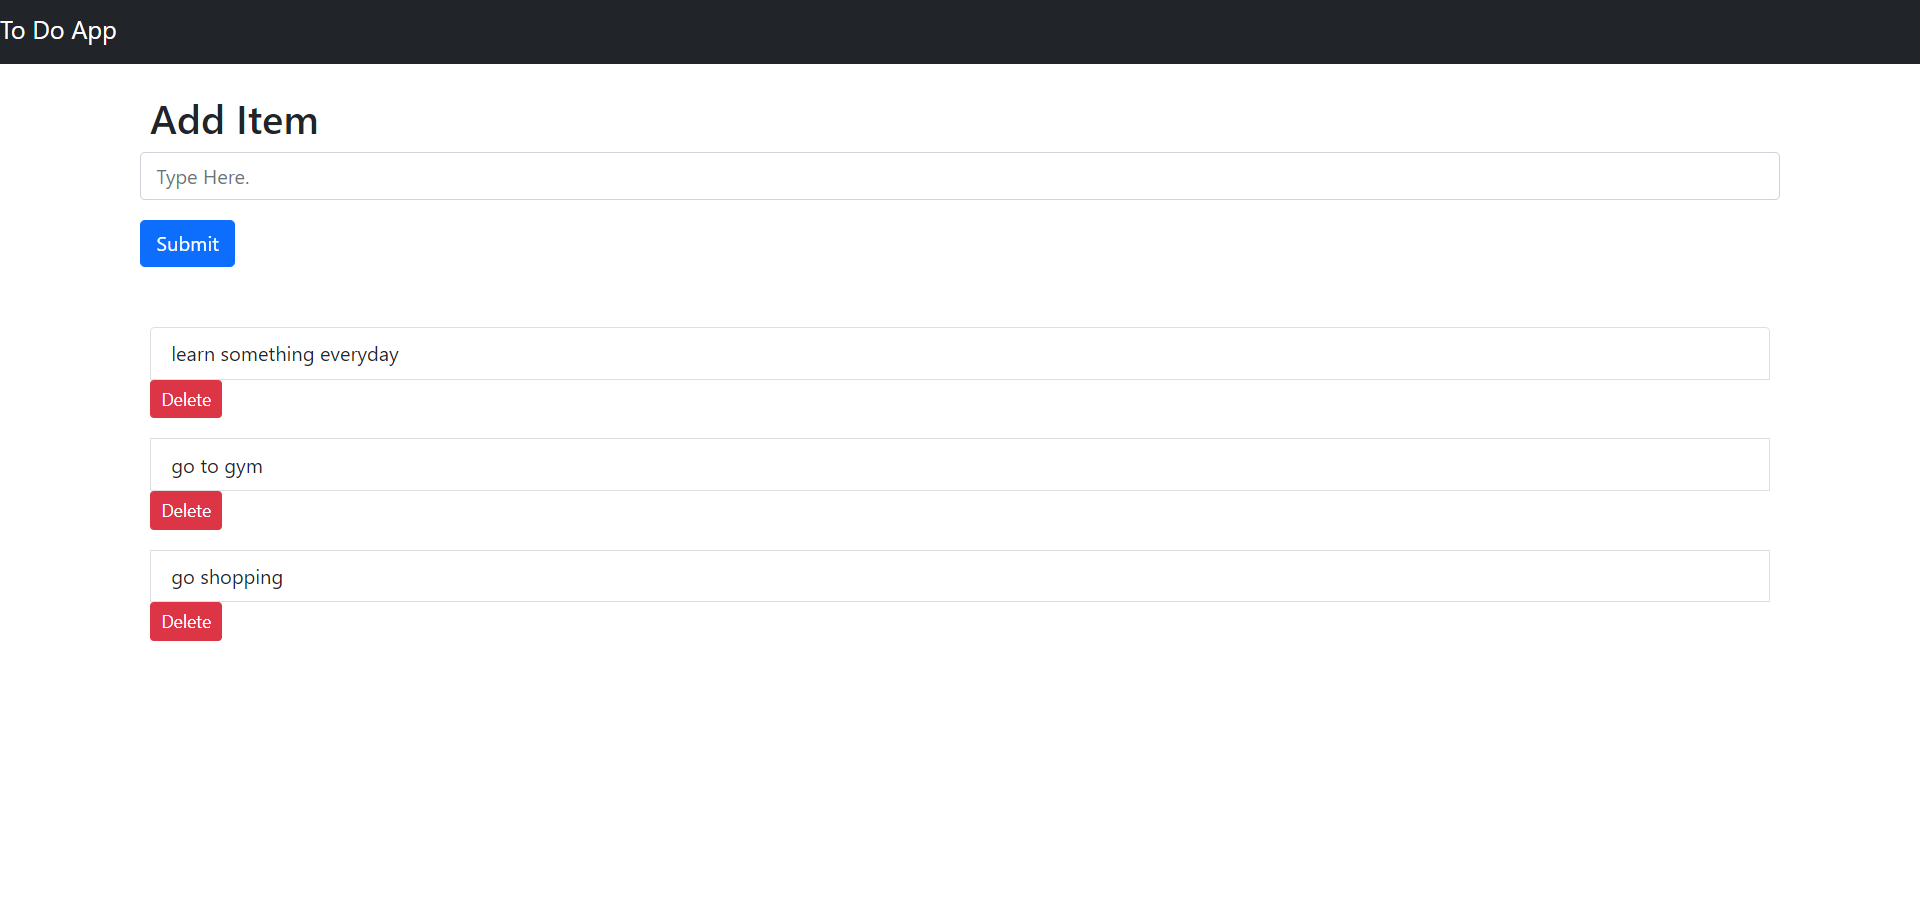 To Do App
Add Item
Type Here.
Submit
learn something everyday
Delete
go to gym
Delete
go shopping
Delete